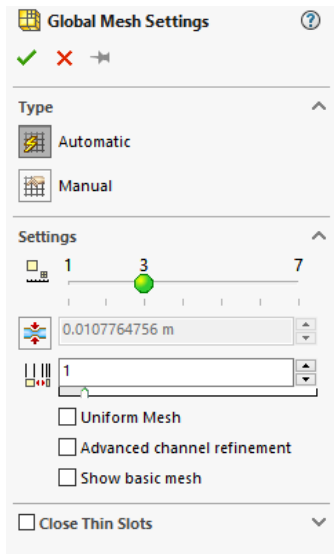 Global Mesh Settings
?
Type
Automatic
Manual
Settings
1 3 7
0.0107764756 m
1
Uniform Mesh
Advanced channel refinement
Show basic mesh
Close Thin Slots